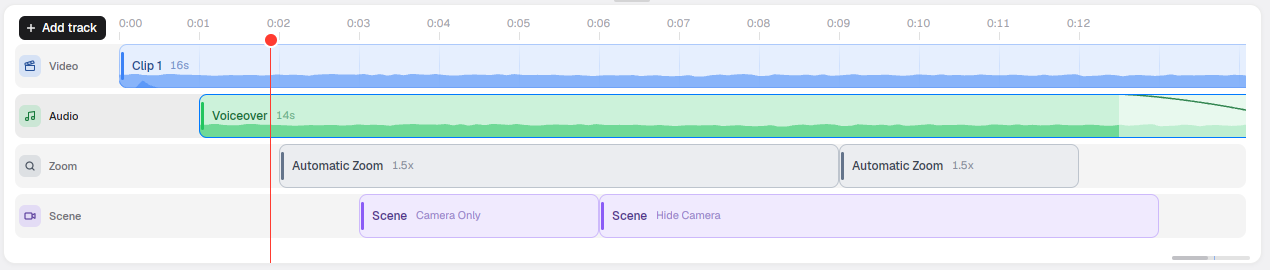 + Add track
0:00 0:01 0:02 0:03 0:04 0:05 0:06 0:07 0:08 0:09 0:10 0:11 0:12
Video Clip 1 16s
Audio Voiceover 14s
Zoom Automatic Zoom 1.5x Automatic Zoom 1.5x
Scene Scene Camera Only Scene Hide Camera